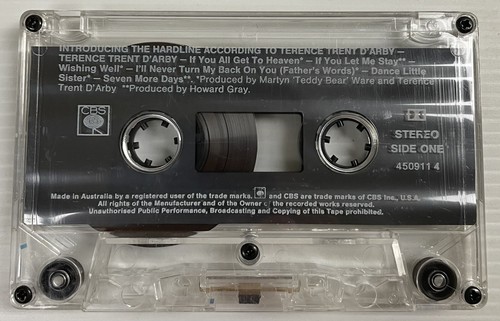 INTRODUCING THE HARDLINE ACCORDING TO TERENCE TRENT D'ARBY –
TERENCE TRENT D'ARBY – If You All Get To Heaven* – If You Let Me Stay** –
Wishing Well* – I'll Never Turn My Back On You (Father's Words)* – Dance Little
Sister* – Seven More Days**. *Produced by Martyn 'Teddy Bear' Ware and Terence
Trent D'Arby **Produced by Howard Gray.
CBS
STEREO
SIDE ONE
450911 4
Made in Australia by a registered user of the trade marks. and CBS are trade marks of CBS Inc., U.S.A.
All rights of the Manufacturer and of the Owner of the recorded works reserved.
Unauthorised Public Performance, Broadcasting and Copying of this Tape prohibited.